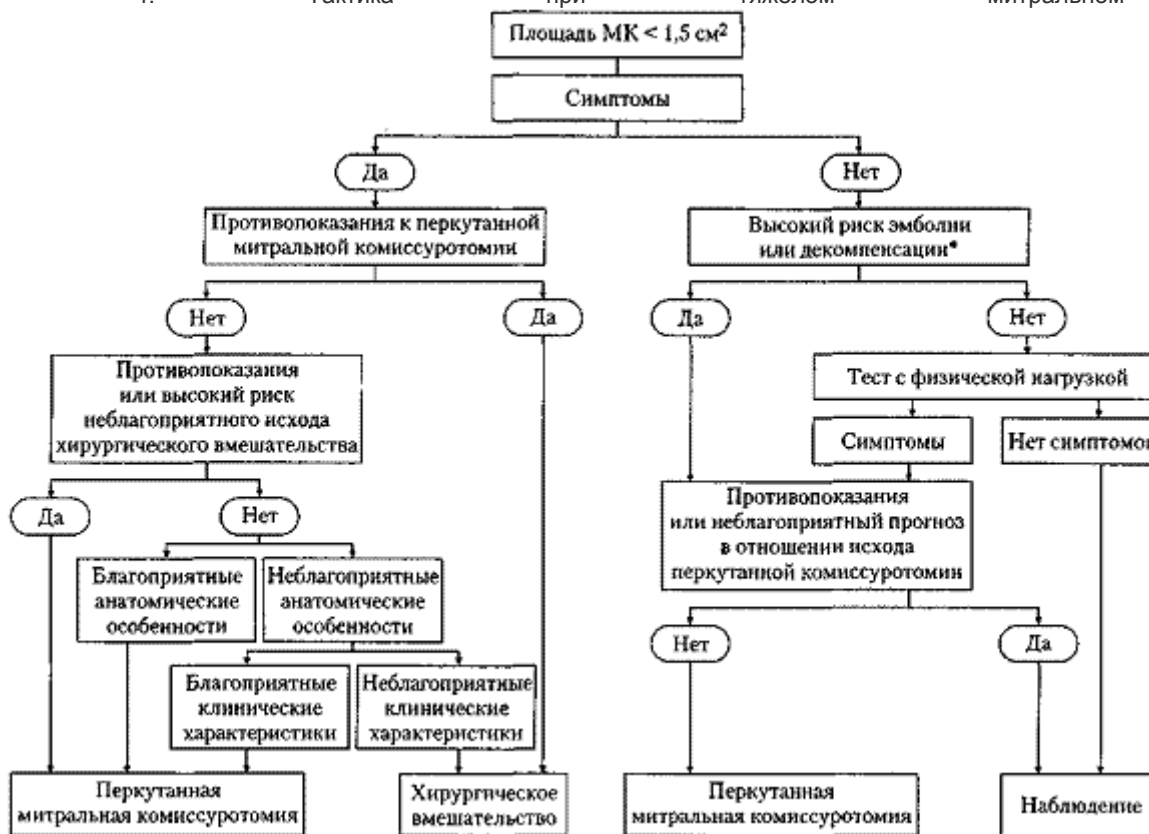 1. Тактика при тяжелом митральном
Площадь МК < 1,5 см²
Симптомы
Да
Нет
Противопоказания к перкутанной
митральной комиссуротомии
Высокий риск эмболии
или декомпенсации*
Нет
Да
Да
Нет
Противопоказания
или высокий риск
неблагоприятного исхода
хирургического вмешательства
Тест с физической нагрузкой
Симптомы
Нет симптомов
Да
Нет
Противопоказания
или неблагоприятный прогноз
в отношении исхода
перкутанной комиссуротомии
Благоприятные
анатомические
особенности
Неблагоприятные
анатомические
особенности
Нет
Да
Благоприятные
клинические
характеристики
Неблагоприятные
клинические
характеристики
Перкутанная
митральная комиссуротомия
Хирургическое
вмешательство
Перкутанная
митральная комиссуротомия
Наблюдение